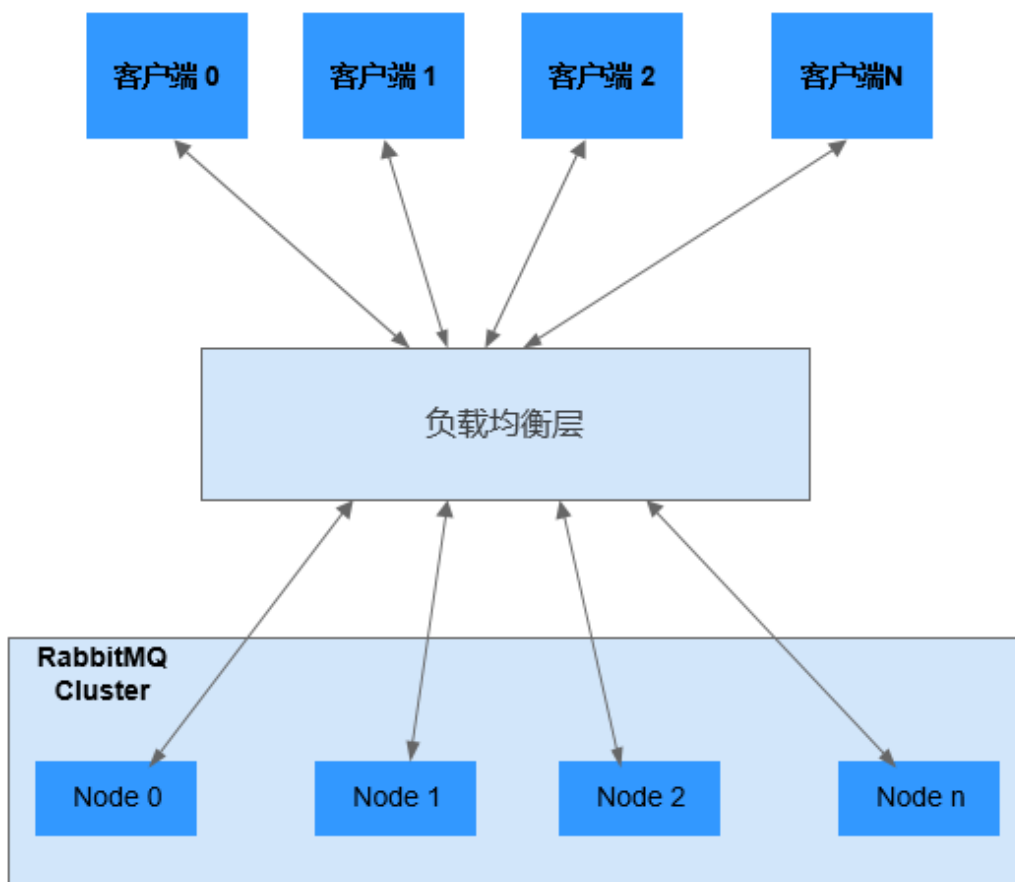 客户端 0
客户端 1
客户端 2
客户端N
负载均衡层
RabbitMQ
Cluster
Node 0
Node 1
Node 2
Node n